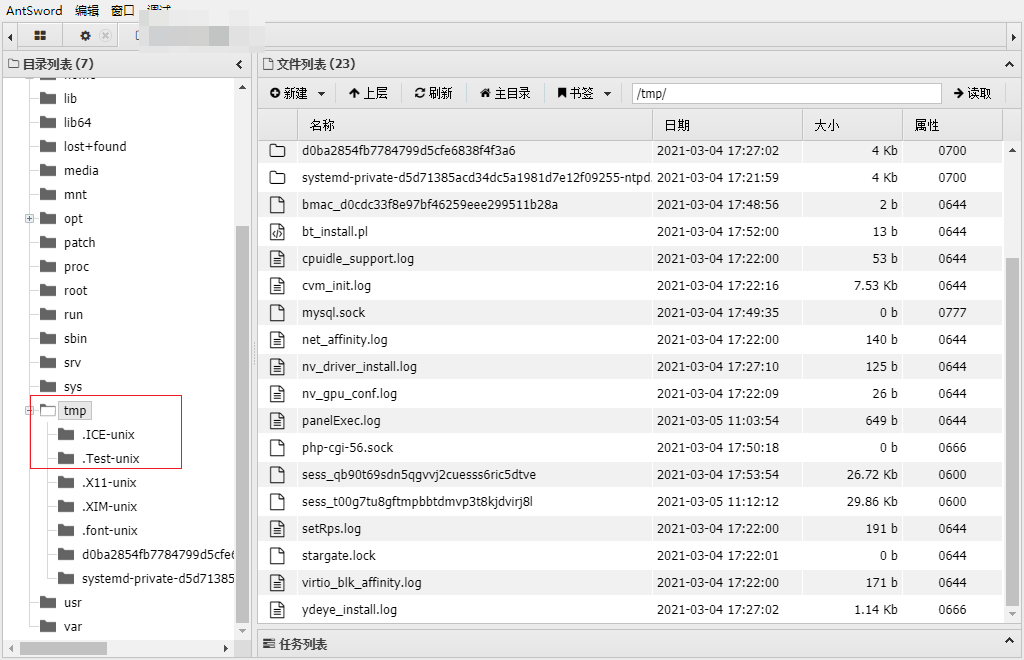 AntSword 编辑 窗口 调试
目录列表 (7)
lib
lib64
lost+found
media
mnt
opt
patch
proc
root
run
sbin
srv
sys
tmp
.ICE-unix
.Test-unix
.X11-unix
.XIM-unix
.font-unix
d0ba2854fb7784799d5cfe6
systemd-private-d5d71385
usr
var
文件列表 (23)
新建 上层 刷新 主目录 书签 /tmp/ 读取
名称 日期 大小 属性
d0ba2854fb7784799d5cfe6838f4f3a6 2021-03-04 17:27:02 4 Kb 0700
systemd-private-d5d71385acd34dc5a1981d7e12f09255-ntpd. 2021-03-04 17:21:59 4 Kb 0700
bmac_d0cdc33f8e97bf46259eee299511b28a 2021-03-04 17:48:56 2 b 0644
bt_install.pl 2021-03-04 17:52:00 13 b 0644
cpuidle_support.log 2021-03-04 17:22:00 53 b 0644
cvm_init.log 2021-03-04 17:22:16 7.53 Kb 0644
mysql.sock 2021-03-04 17:49:35 0 b 0777
net_affinity.log 2021-03-04 17:22:00 140 b 0644
nv_driver_install.log 2021-03-04 17:27:10 125 b 0644
nv_gpu_conf.log 2021-03-04 17:22:09 26 b 0644
panelExec.log 2021-03-05 11:03:54 649 b 0644
php-cgi-56.sock 2021-03-04 17:50:18 0 b 0666
sess_qb90t69sdn5qgvvj2cuesss6ric5dtve 2021-03-04 17:53:54 26.72 Kb 0600
sess_t00g7tu8gftmpbbtdmvp3t8kjdvirj8l 2021-03-05 11:12:12 29.86 Kb 0600
setRps.log 2021-03-04 17:22:00 191 b 0644
stargate.lock 2021-03-04 17:22:01 0 b 0644
virtio_blk_affinity.log 2021-03-04 17:22:00 171 b 0644
ydeye_install.log 2021-03-04 17:27:02 1.14 Kb 0666
任务列表